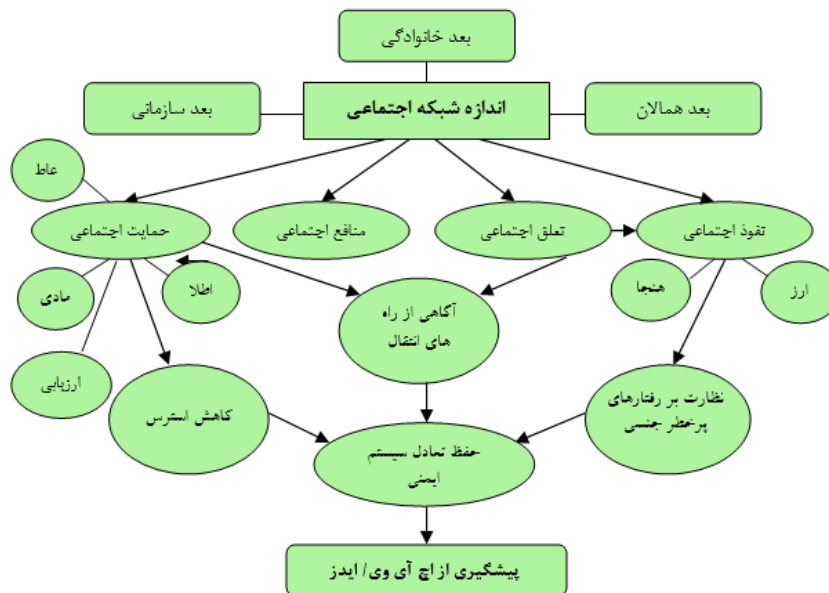 بعد خانوادگی
بعد سازمانی
اندازه شبکه اجتماعی
بعد همالان
عاط
حمایت اجتماعی
منافع اجتماعی
تعلق اجتماعی
تفوذ اجتماعی
مادی
اطلا
هنجا
ارز
آگاهی از راه
های انتقال
ارزیابی
کاهش استرس
نظارت بر رفتارهای
پرخطر جنسی
حفظ تعادل سیستم
ایمنی
پیشگیری از اچ آی وی/ ایدز